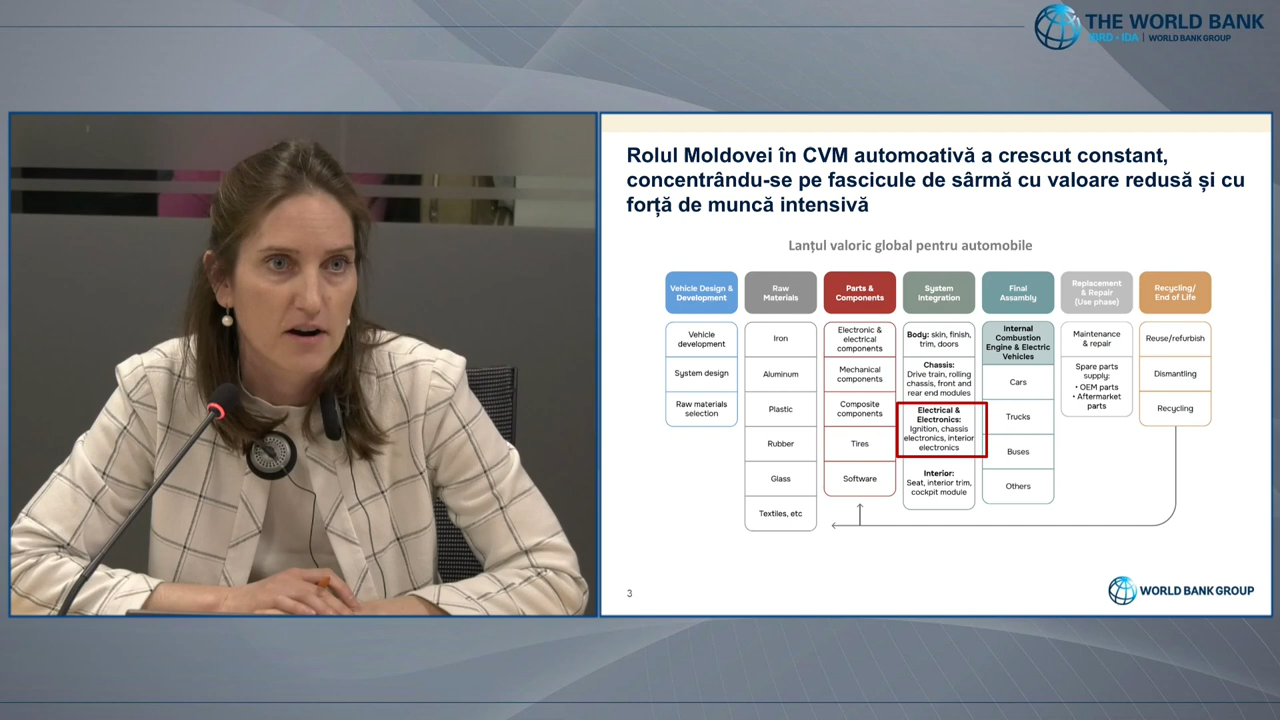 THE WORLD BANK
IBRD • IDA | WORLD BANK GROUP
Rolul Moldovei în CVM automoativă a crescut constant,
concentrându-se pe fascicule de sârmă cu valoare redusă și cu
forță de muncă intensivă
Lanțul valoric global pentru automobile
Vehicle Design &
Development
Vehicle
development
System design
Raw materials
selection
Raw
Materials
Iron
Aluminum
Plastic
Rubber
Glass
Textiles, etc
Parts &
Components
Electronic &
electrical
components
Mechanical
components
Composite
components
Tires
Software
System
Integration
Body: skin, finish,
trim, doors
Chassis:
Drive train, rolling
chassis, front and
rear end modules
Electrical &
Electronics:
Ignition, chassis
electronics, interior
electronics
Interior:
Seat, interior trim,
cockpit module
Final
Assembly
Internal
Combustion
Engine & Electric
Vehicles
Cars
Trucks
Buses
Others
Replacement
& Repair
(Use phase)
Maintenance
& repair
Spare parts
supply:
• OEM parts
• Aftermarket
parts
Recycling/
End of Life
Reuse/refurbish
Dismantling
Recycling
3
WORLD BANK GROUP